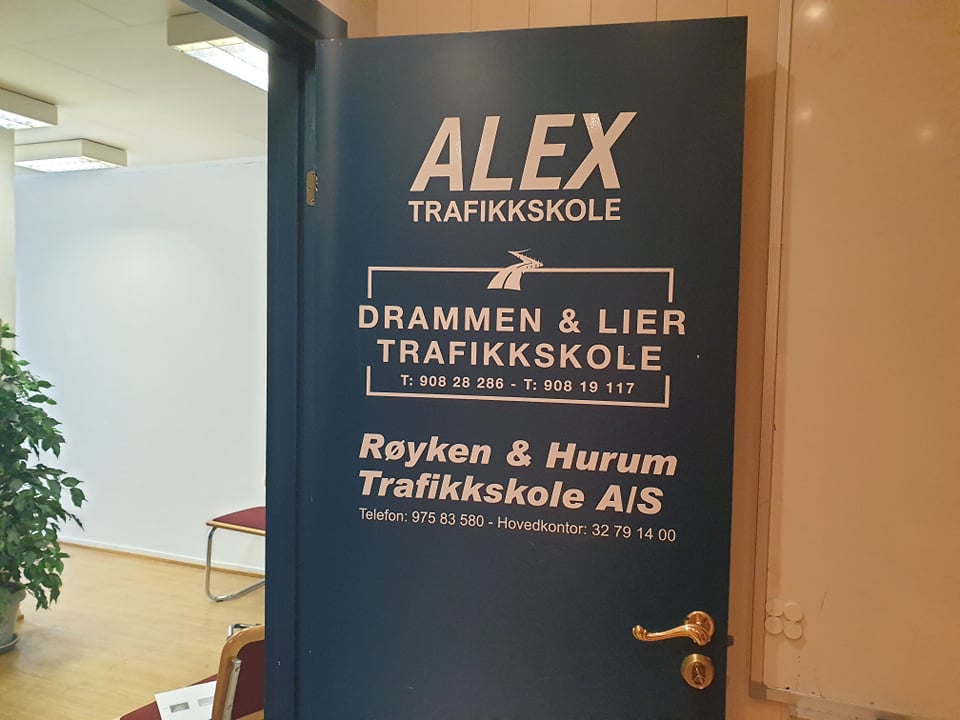 ALEX
TRAFIKKSKOLE
DRAMMEN & LIER
TRAFIKKSKOLE
T: 908 28 286 - T: 908 19 117
Røyken & Hurum
Trafikkskole A/S
Telefon: 975 83 580 - Hovedkontor: 32 79 14 00